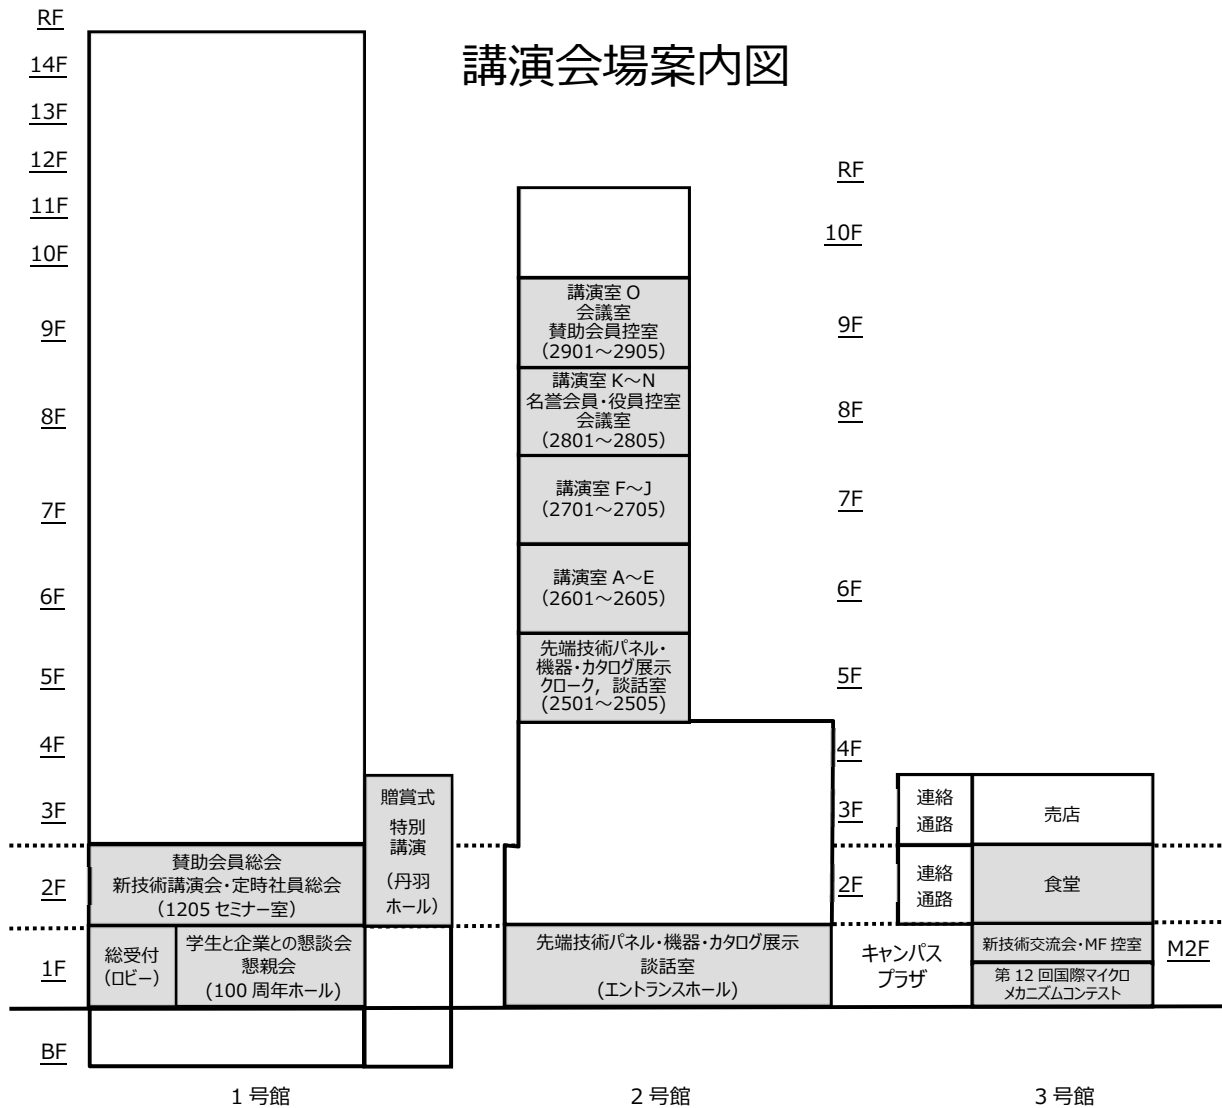 講演会場案内図
RF
14F
13F
12F
11F
10F
9F
8F
7F
6F
5F
4F
3F
2F
1F
BF
賛助会員総会
新技術講演会・定時社員総会
(1205 セミナー室)
総受付
(ロビー)
学生と企業との懇談会
懇親会
(100 周年ホール)
贈賞式
特別
講演
(丹羽
ホール)
1 号館
講演室 O
会議室
賛助会員控室
(2901～2905)
講演室 K～N
名誉会員・役員控室
会議室
(2801～2805)
講演室 F～J
(2701～2705)
講演室 A～E
(2601～2605)
先端技術パネル・
機器・カタログ展示
クローク，談話室
(2501～2505)
先端技術パネル・機器・カタログ展示
談話室
(エントランスホール)
2 号館
RF
10F
9F
8F
7F
6F
5F
4F
3F
2F
キャンパス
プラザ
連絡
通路
売店
連絡
通路
食堂
新技術交流会・MF 控室
M2F
第 12 回国際マイクロ
メカニズムコンテスト
3 号館